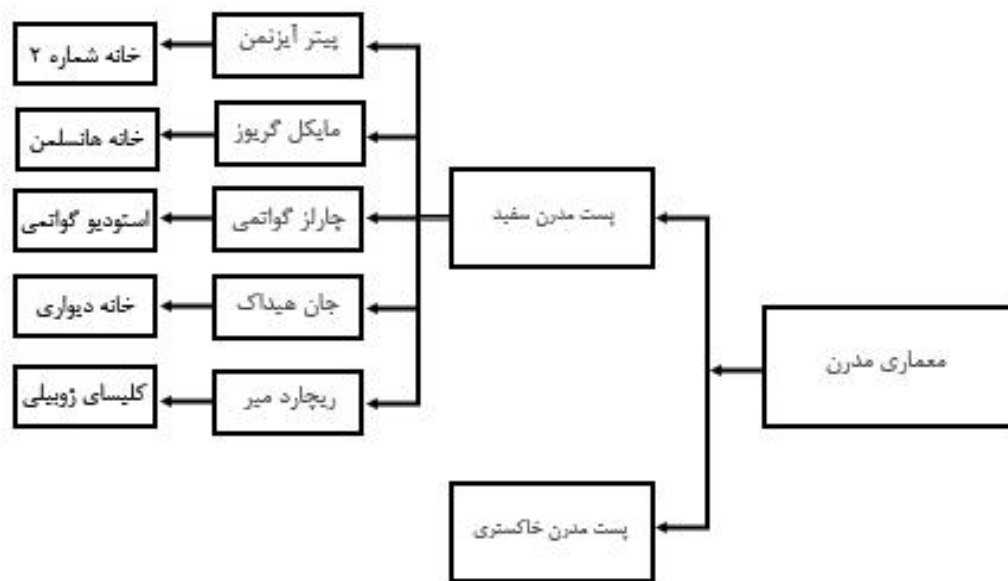 معماری مدرن
پست مدرن سفید
پست مدرن خاکستری
پیتر آیزنمن
خانه شماره ۲
مایکل گریوز
خانه هانسلمن
چارلز گواتمی
استودیو گواتمی
جان هیداک
خانه دیواری
ریچارد میر
کلیسای ژوبیلی